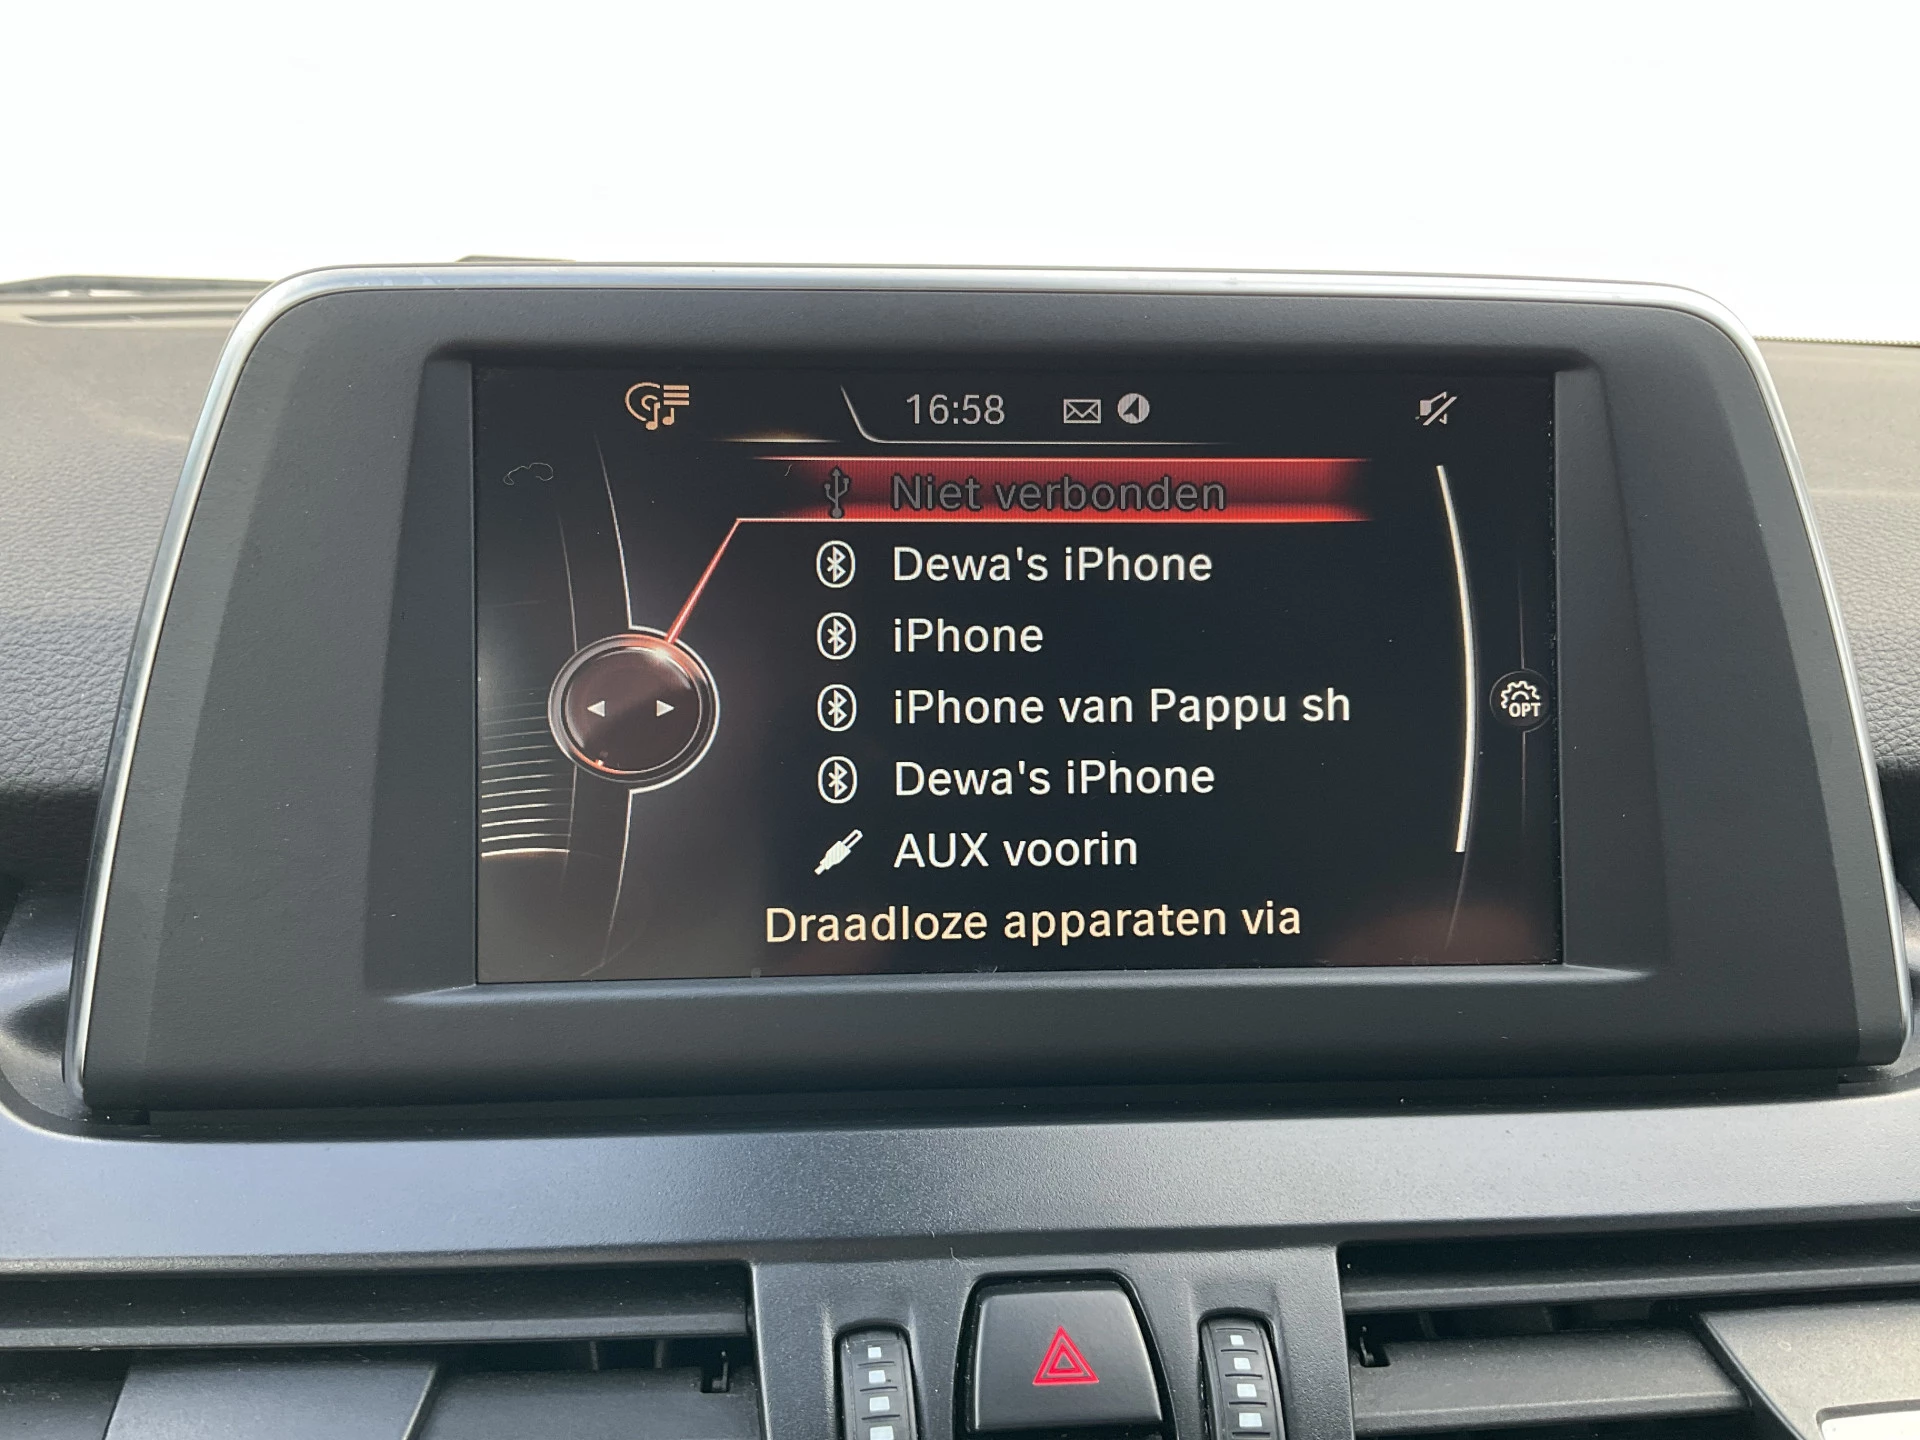 16:58
Niet verbonden
Dewa's iPhone
iPhone
iPhone van Pappu sh
Dewa's iPhone
AUX voorin
Draadloze apparaten via
OPT